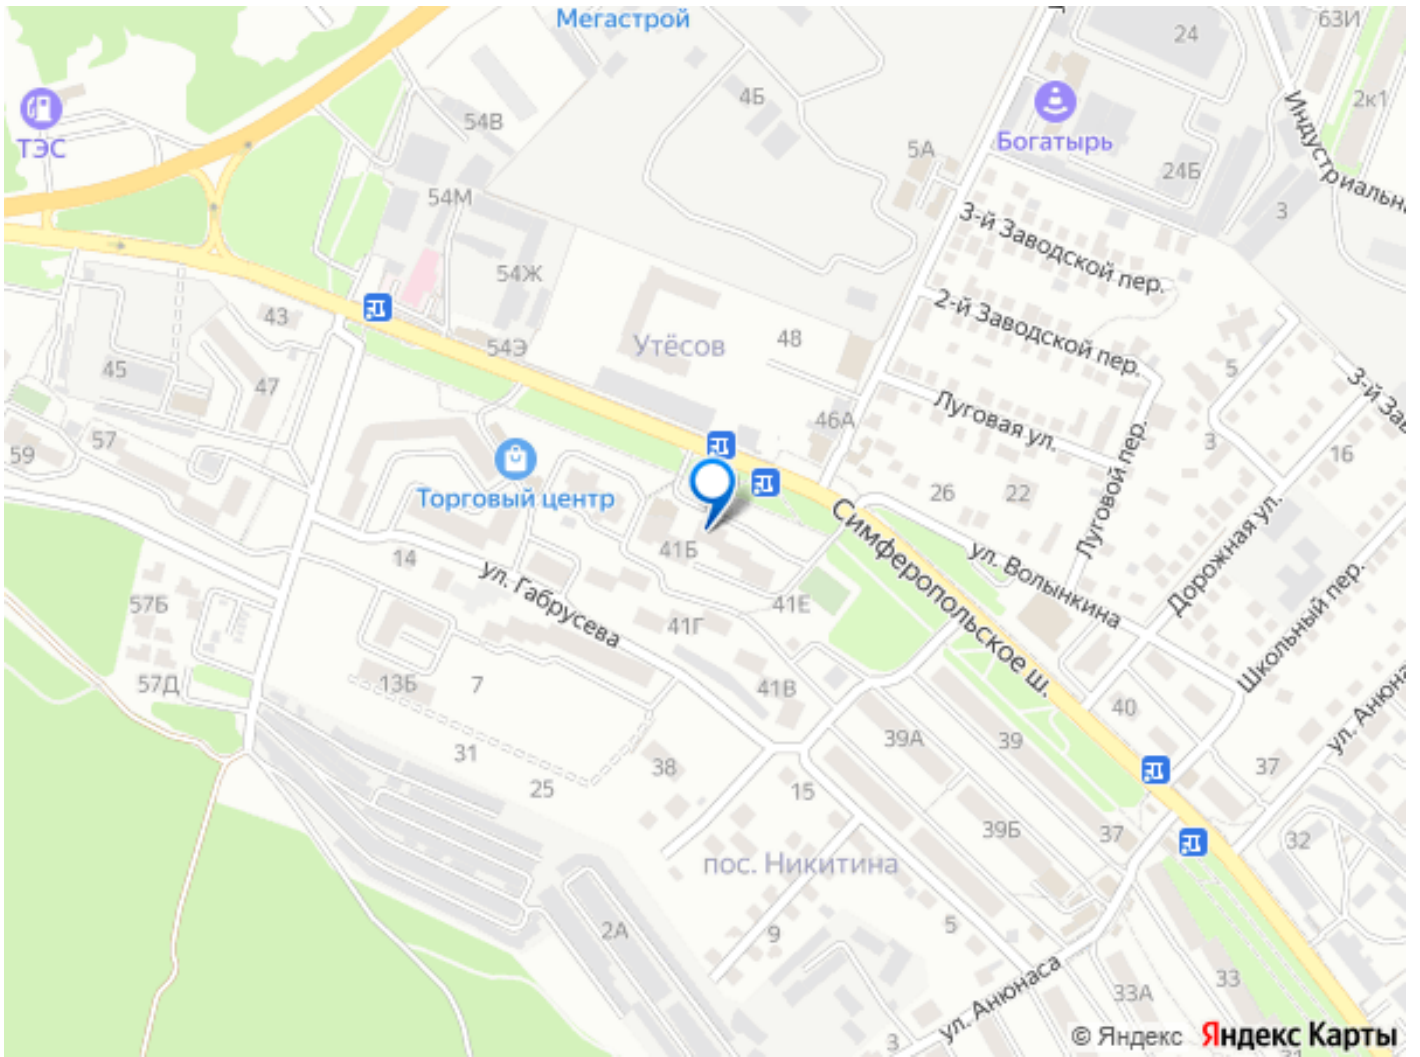 Мегастрой
63И
24
2к1
ТЭС
4Б
54В
Богатырь
5А
24Б
Индустриальна
54М
3
3-й Заводской пер.
54Ж
2-й Заводской пер.
43
54Э
Утёсов
48
5
45
47
3-й Зав
Луговая ул.
46А
57
59
3
16
Луговой пер.
Торговый центр
26
22
Симферопольское ш.
Дорожная ул.
41Б
ул. Волынкина
14
ул. Габрусева
57Б
41Е
Школьный пер.
41Г
57Д
13Б
7
41В
ул. Анюна
40
39А
39
31
38
37
25
15
39Б
37
32
пос. Никитина
2А
9
5
ул. Анюнаса
33
33А
3
© Яндекс
Яндекс Карты